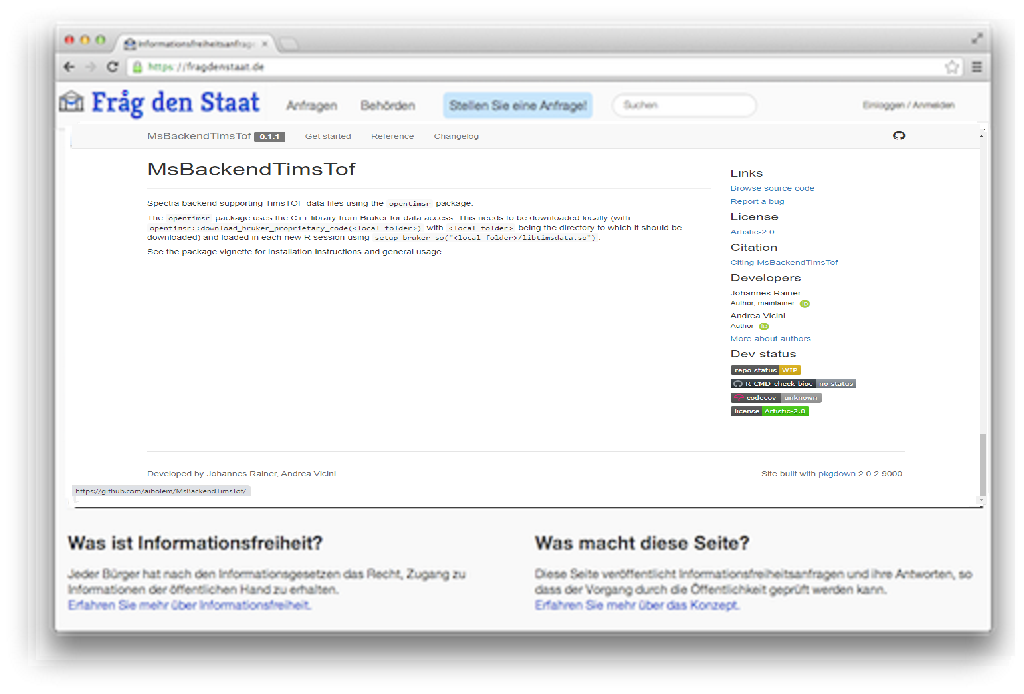 Informationsfreiheitsanfrag ×
https://fragdenstaat.de
Fråg den Staat Anfragen Behörden Stellen Sie eine Anfrage! Suchen Einloggen / Anmelden
MsBackendTimsTof 0.1.1 Get started Reference Changelog
MsBackendTimsTof
Spectra backend supporting TimsTOF data files using the opentimsr package.
The opentimsr package uses the C++ library from Bruker for data access. This needs to be downloaded locally (with
opentimsr::download_bruker_proprietary_code(<local folder>) with <local folder> being the directory to which it should be
downloaded) and loaded in each new R session using setup_bruker_so("<local folder>/libtimsdata.so").
See the package vignette for installation instructions and general usage.
Links
Browse source code
Report a bug
License
Artistic-2.0
Citation
Citing MsBackendTimsTof
Developers
Johannes Rainer
Author, maintainer iD
Andrea Vicini
Author iD
More about authors
Dev status
repo status WIP
R-CMD-check-bioc no status
codecov unknown
license Artistic-2.0
Developed by Johannes Rainer, Andrea Vicini
Site built with pkgdown 2.0.2.9000
Was ist Informationsfreiheit?
Jeder Bürger hat nach den Informationsgesetzen das Recht, Zugang zu
Informationen der öffentlichen Hand zu erhalten.
Erfahren Sie mehr über Informationsfreiheit.
Was macht diese Seite?
Diese Seite veröffentlicht Informationsfreiheitsanfragen und ihre Antworten, so
dass der Vorgang durch die Öffentlichkeit geprüft werden kann.
Erfahren Sie mehr über das Konzept.